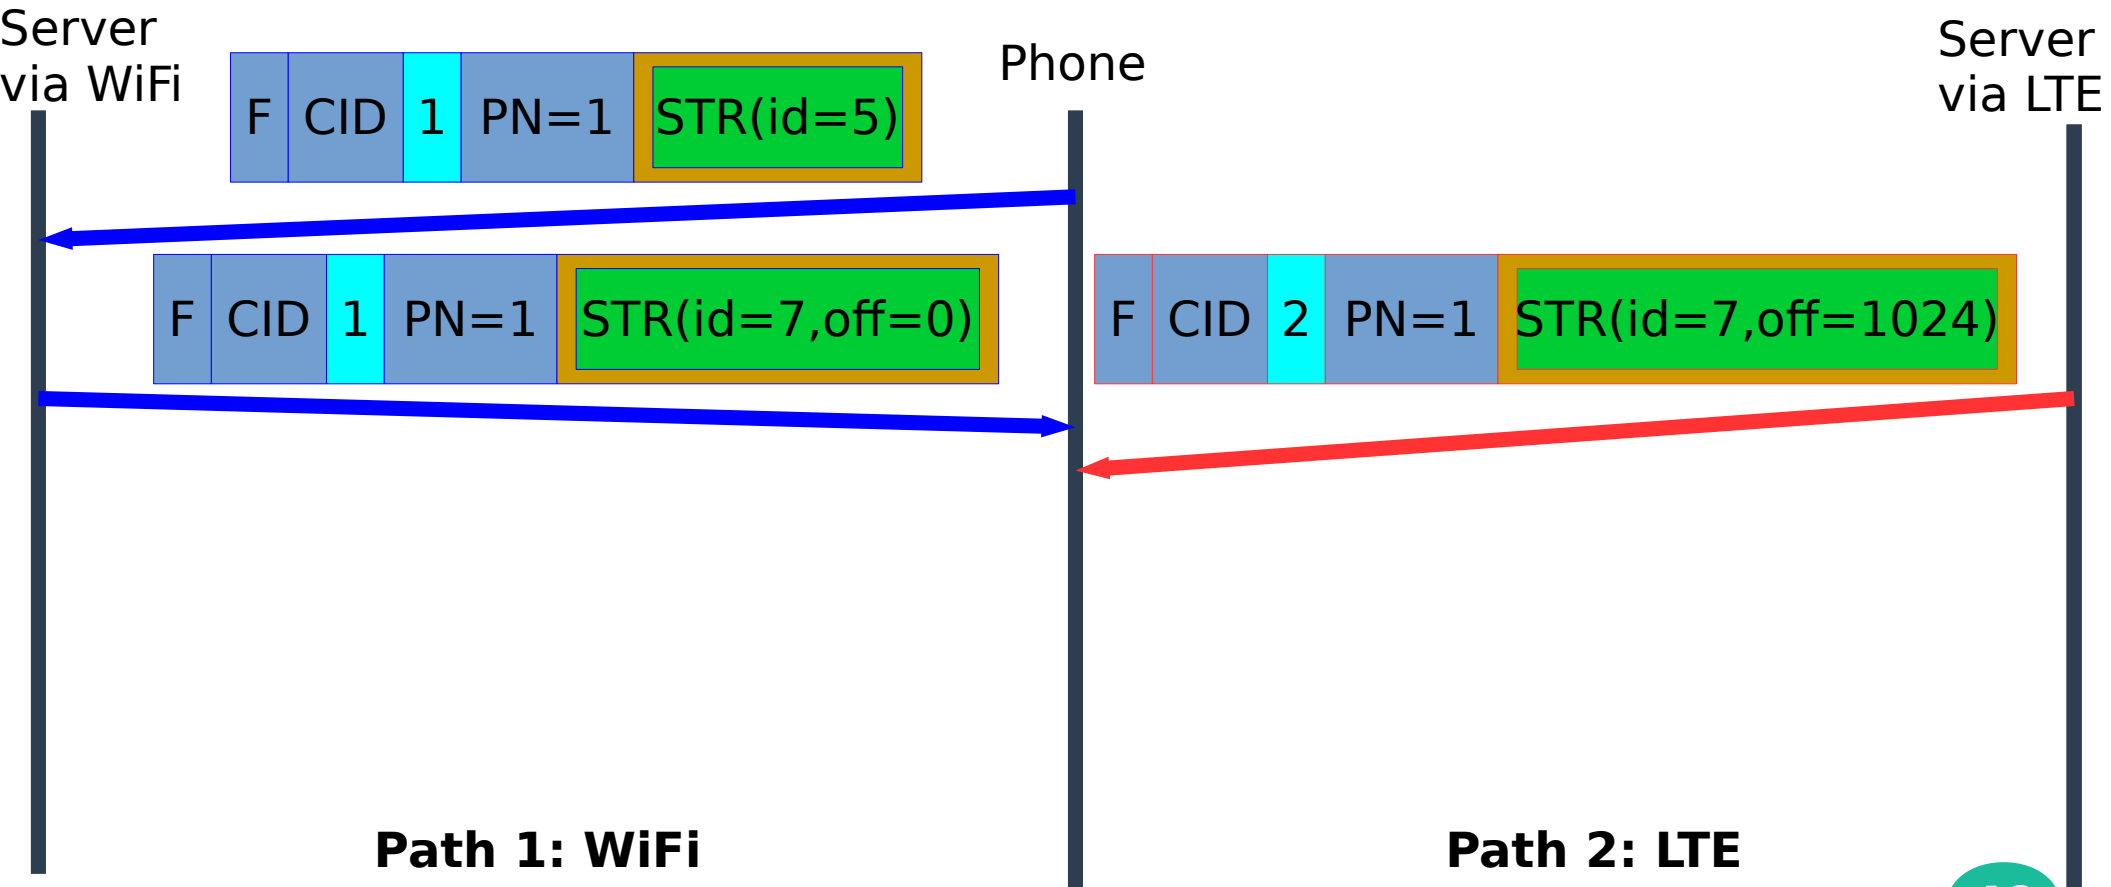 Server
via WiFi
Phone
Server
via LTE
F CID 1 PN=1 STR(id=5)
F CID 1 PN=1 STR(id=7,off=0)
F CID 2 PN=1 STR(id=7,off=1024)
Path 1: WiFi
Path 2: LTE